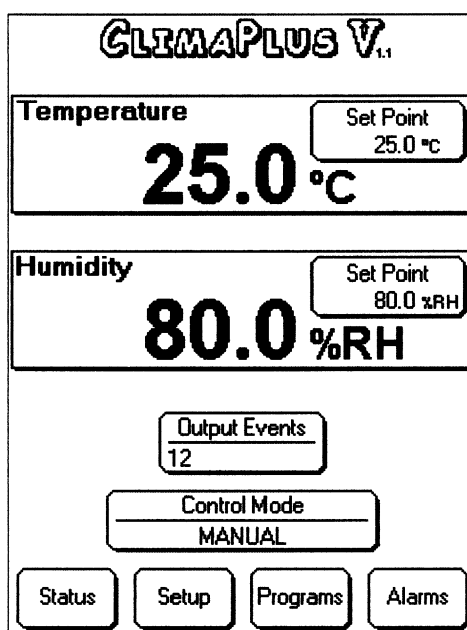 CLIMAPLUS V1.1
Temperature
Set Point
25.0 °C
25.0 °C
Humidity
Set Point
80.0 %RH
80.0 %RH
Output Events
12
Control Mode
MANUAL
Status Setup Programs Alarms